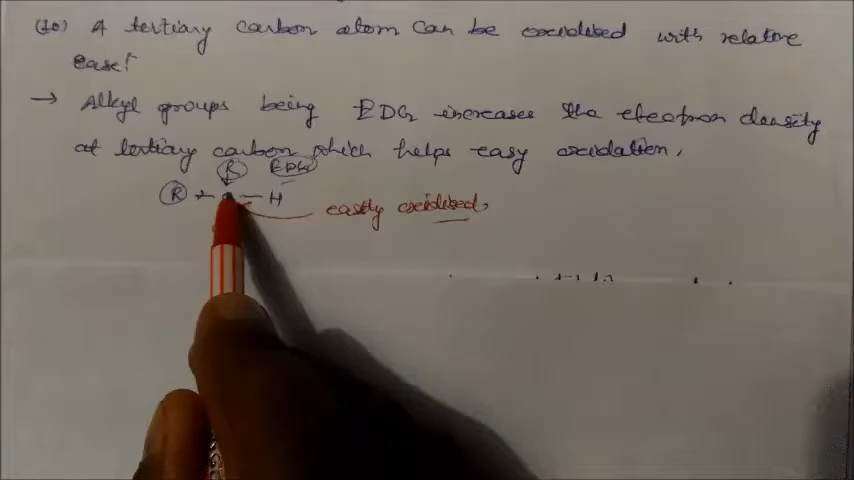 (10) A tertiary carbon atom can be oxidised with relative
ease!
→ Alkyl groups being EDG increases the electron density
at tertiary carbon which helps easy oxidation.
R EDG
R C — H
easily oxidised.